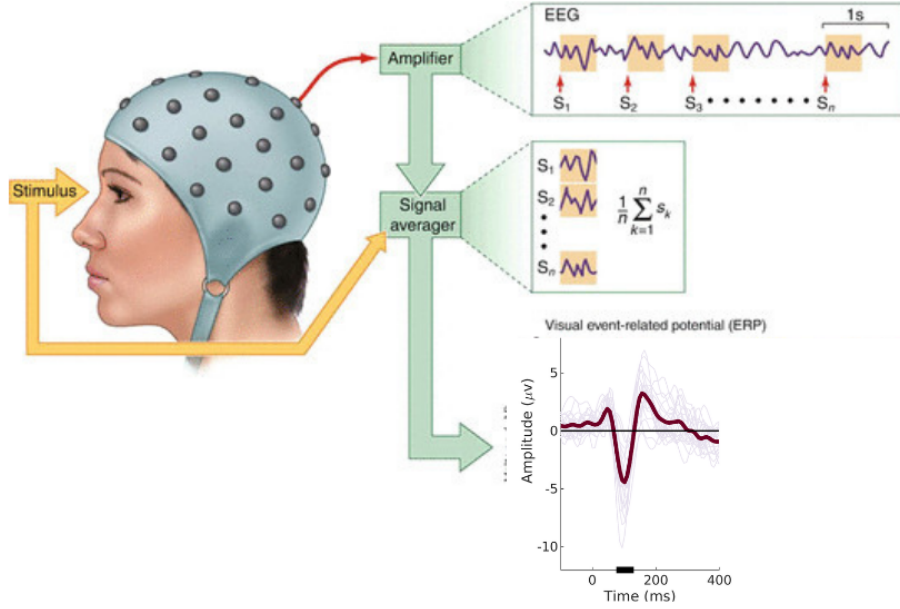 EEG
1s
Amplifier
S1 S2 S3 Sn
Stimulus
Signal
averager
S1
S2
Sn
1/n n∑k=1 sk
Visual event-related potential (ERP)
Amplitude (μv)
5
0
-5
-10
0 200 400
Time (ms)